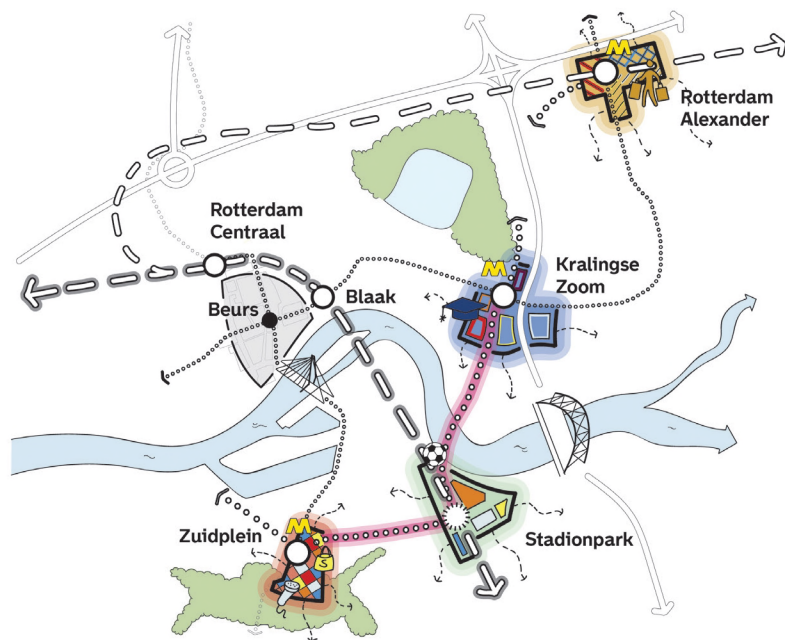 M
Rotterdam
Alexander
Rotterdam
Centraal
Kralingse
Zoom
M
Blaak
Beurs
Zuidplein
M
S
Stadionpark